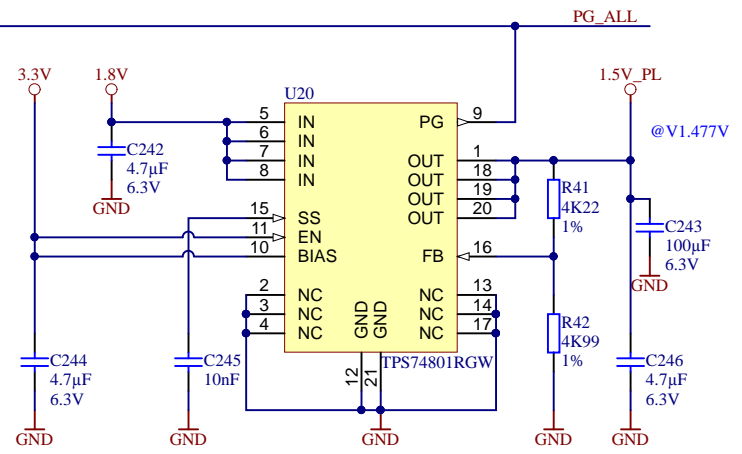 PG_ALL
3.3V
1.8V
1.5V_PL
@V1.477V
U20
5 IN
6 IN
7 IN
8 IN
15 SS
11 EN
10 BIAS
2 NC
3 NC
4 NC
PG 9
OUT 1
OUT 18
OUT 19
OUT 20
FB 16
NC 13
NC 14
NC 17
GND
GND
12
21
TPS74801RGW
C242
4.7µF
6.3V
GND
R41
4K22
1%
C243
100µF
6.3V
GND
R42
4K99
1%
C244
4.7µF
6.3V
GND
C245
10nF
GND
GND
GND
C246
4.7µF
6.3V
GND